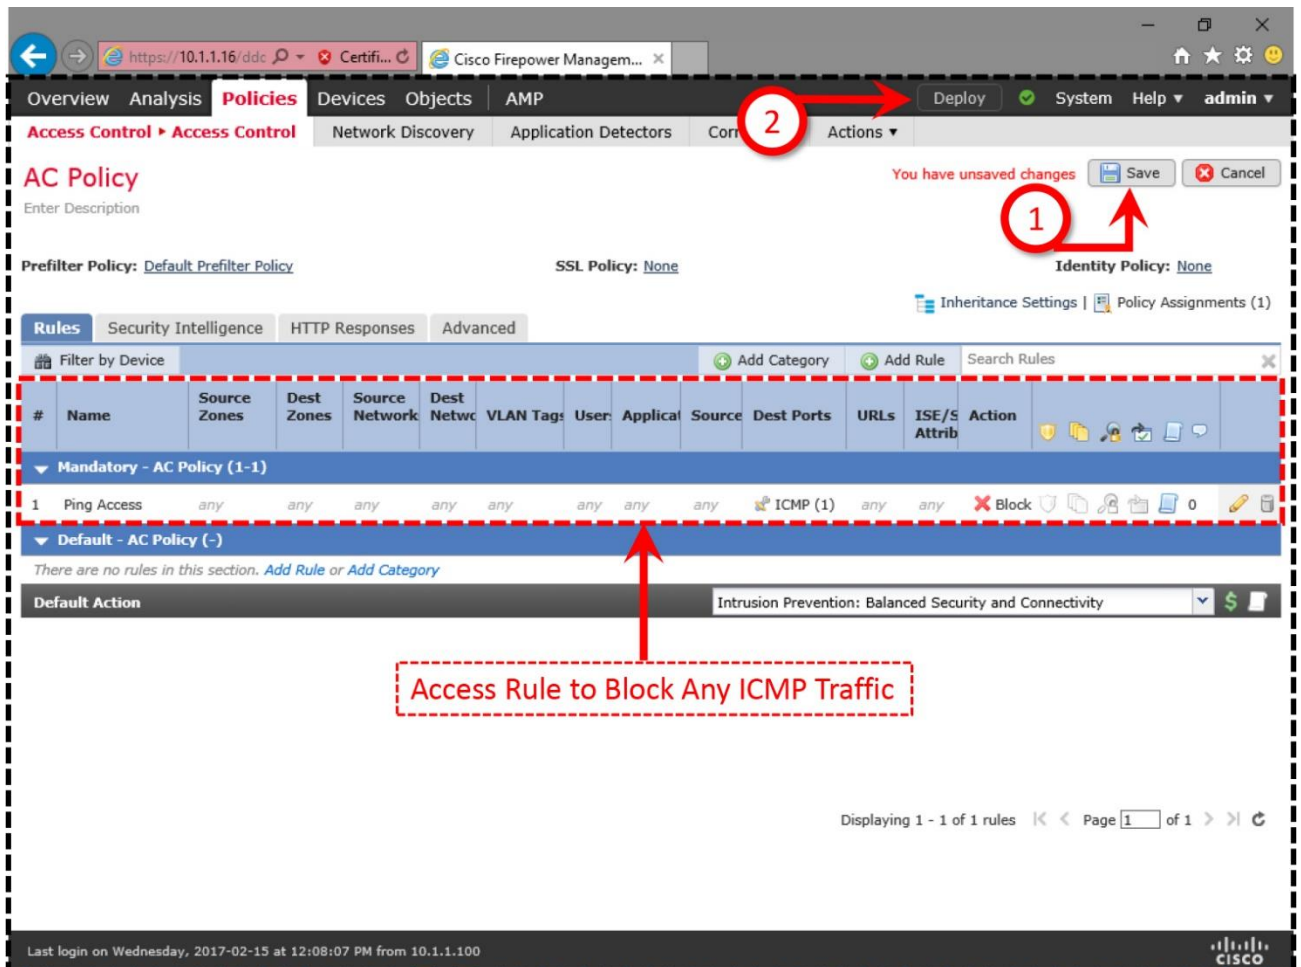 https://10.1.1.16/ddc
Certifi...
Cisco Firepower Managem...
Overview Analysis Policies Devices Objects AMP
2
Deploy System Help admin
Access Control ▸ Access Control Network Discovery Application Detectors Corr Actions ▾
AC Policy
You have unsaved changes Save Cancel
Enter Description
1
Prefilter Policy: Default Prefilter Policy SSL Policy: None Identity Policy: None
Inheritance Settings | Policy Assignments (1)
Rules Security Intelligence HTTP Responses Advanced
Filter by Device Add Category Add Rule Search Rules
# Name Source Zones Dest Zones Source Network Dest Netwo VLAN Tags User Applicat Source Dest Ports URLs ISE/S Attrib Action
Mandatory - AC Policy (1-1)
1 Ping Access any any any any any any any any ICMP (1) any any Block 0
Default - AC Policy (-)
There are no rules in this section. Add Rule or Add Category
Default Action Intrusion Prevention: Balanced Security and Connectivity $
Access Rule to Block Any ICMP Traffic
Displaying 1 - 1 of 1 rules Page 1 of 1
Last login on Wednesday, 2017-02-15 at 12:08:07 PM from 10.1.1.100
CISCO